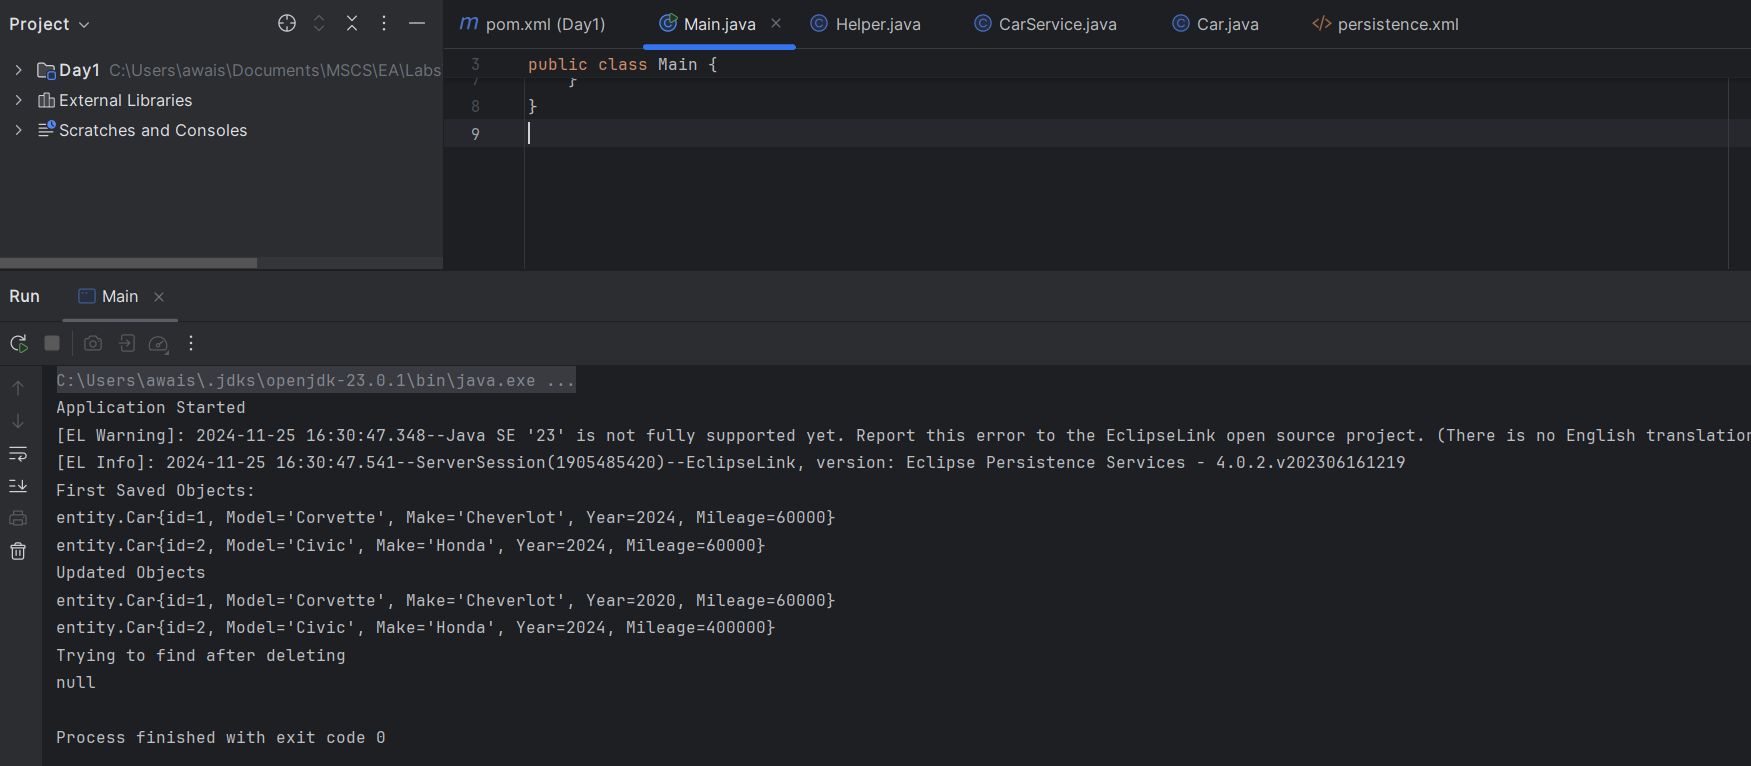 Project
Day1 C:\Users\awais\Documents\MSCS\EA\Labs
External Libraries
Scratches and Consoles
m pom.xml (Day1)
Main.java
Helper.java
CarService.java
Car.java
persistence.xml
3 public class Main {
7 }
8 }
9
Run
Main
C:\Users\awais\.jdks\openjdk-23.0.1\bin\java.exe ...
Application Started
[EL Warning]: 2024-11-25 16:30:47.348--Java SE '23' is not fully supported yet. Report this error to the EclipseLink open source project. (There is no English translation
[EL Info]: 2024-11-25 16:30:47.541--ServerSession(1905485420)--EclipseLink, version: Eclipse Persistence Services - 4.0.2.v202306161219
First Saved Objects:
entity.Car{id=1, Model='Corvette', Make='Cheverlot', Year=2024, Mileage=60000}
entity.Car{id=2, Model='Civic', Make='Honda', Year=2024, Mileage=60000}
Updated Objects
entity.Car{id=1, Model='Corvette', Make='Cheverlot', Year=2020, Mileage=60000}
entity.Car{id=2, Model='Civic', Make='Honda', Year=2024, Mileage=400000}
Trying to find after deleting
null
Process finished with exit code 0